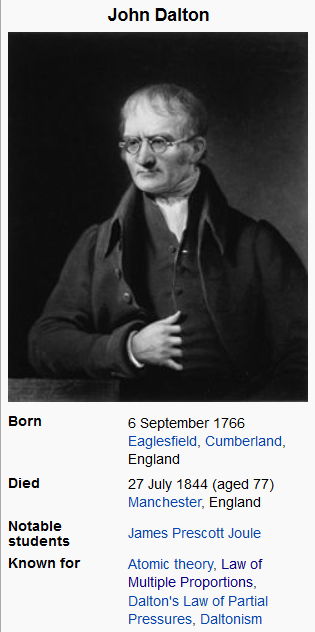 John Dalton
Born
6 September 1766
Eaglesfield, Cumberland,
England
Died
27 July 1844 (aged 77)
Manchester, England
Notable
students
James Prescott Joule
Known for
Atomic theory, Law of
Multiple Proportions,
Dalton's Law of Partial
Pressures, Daltonism